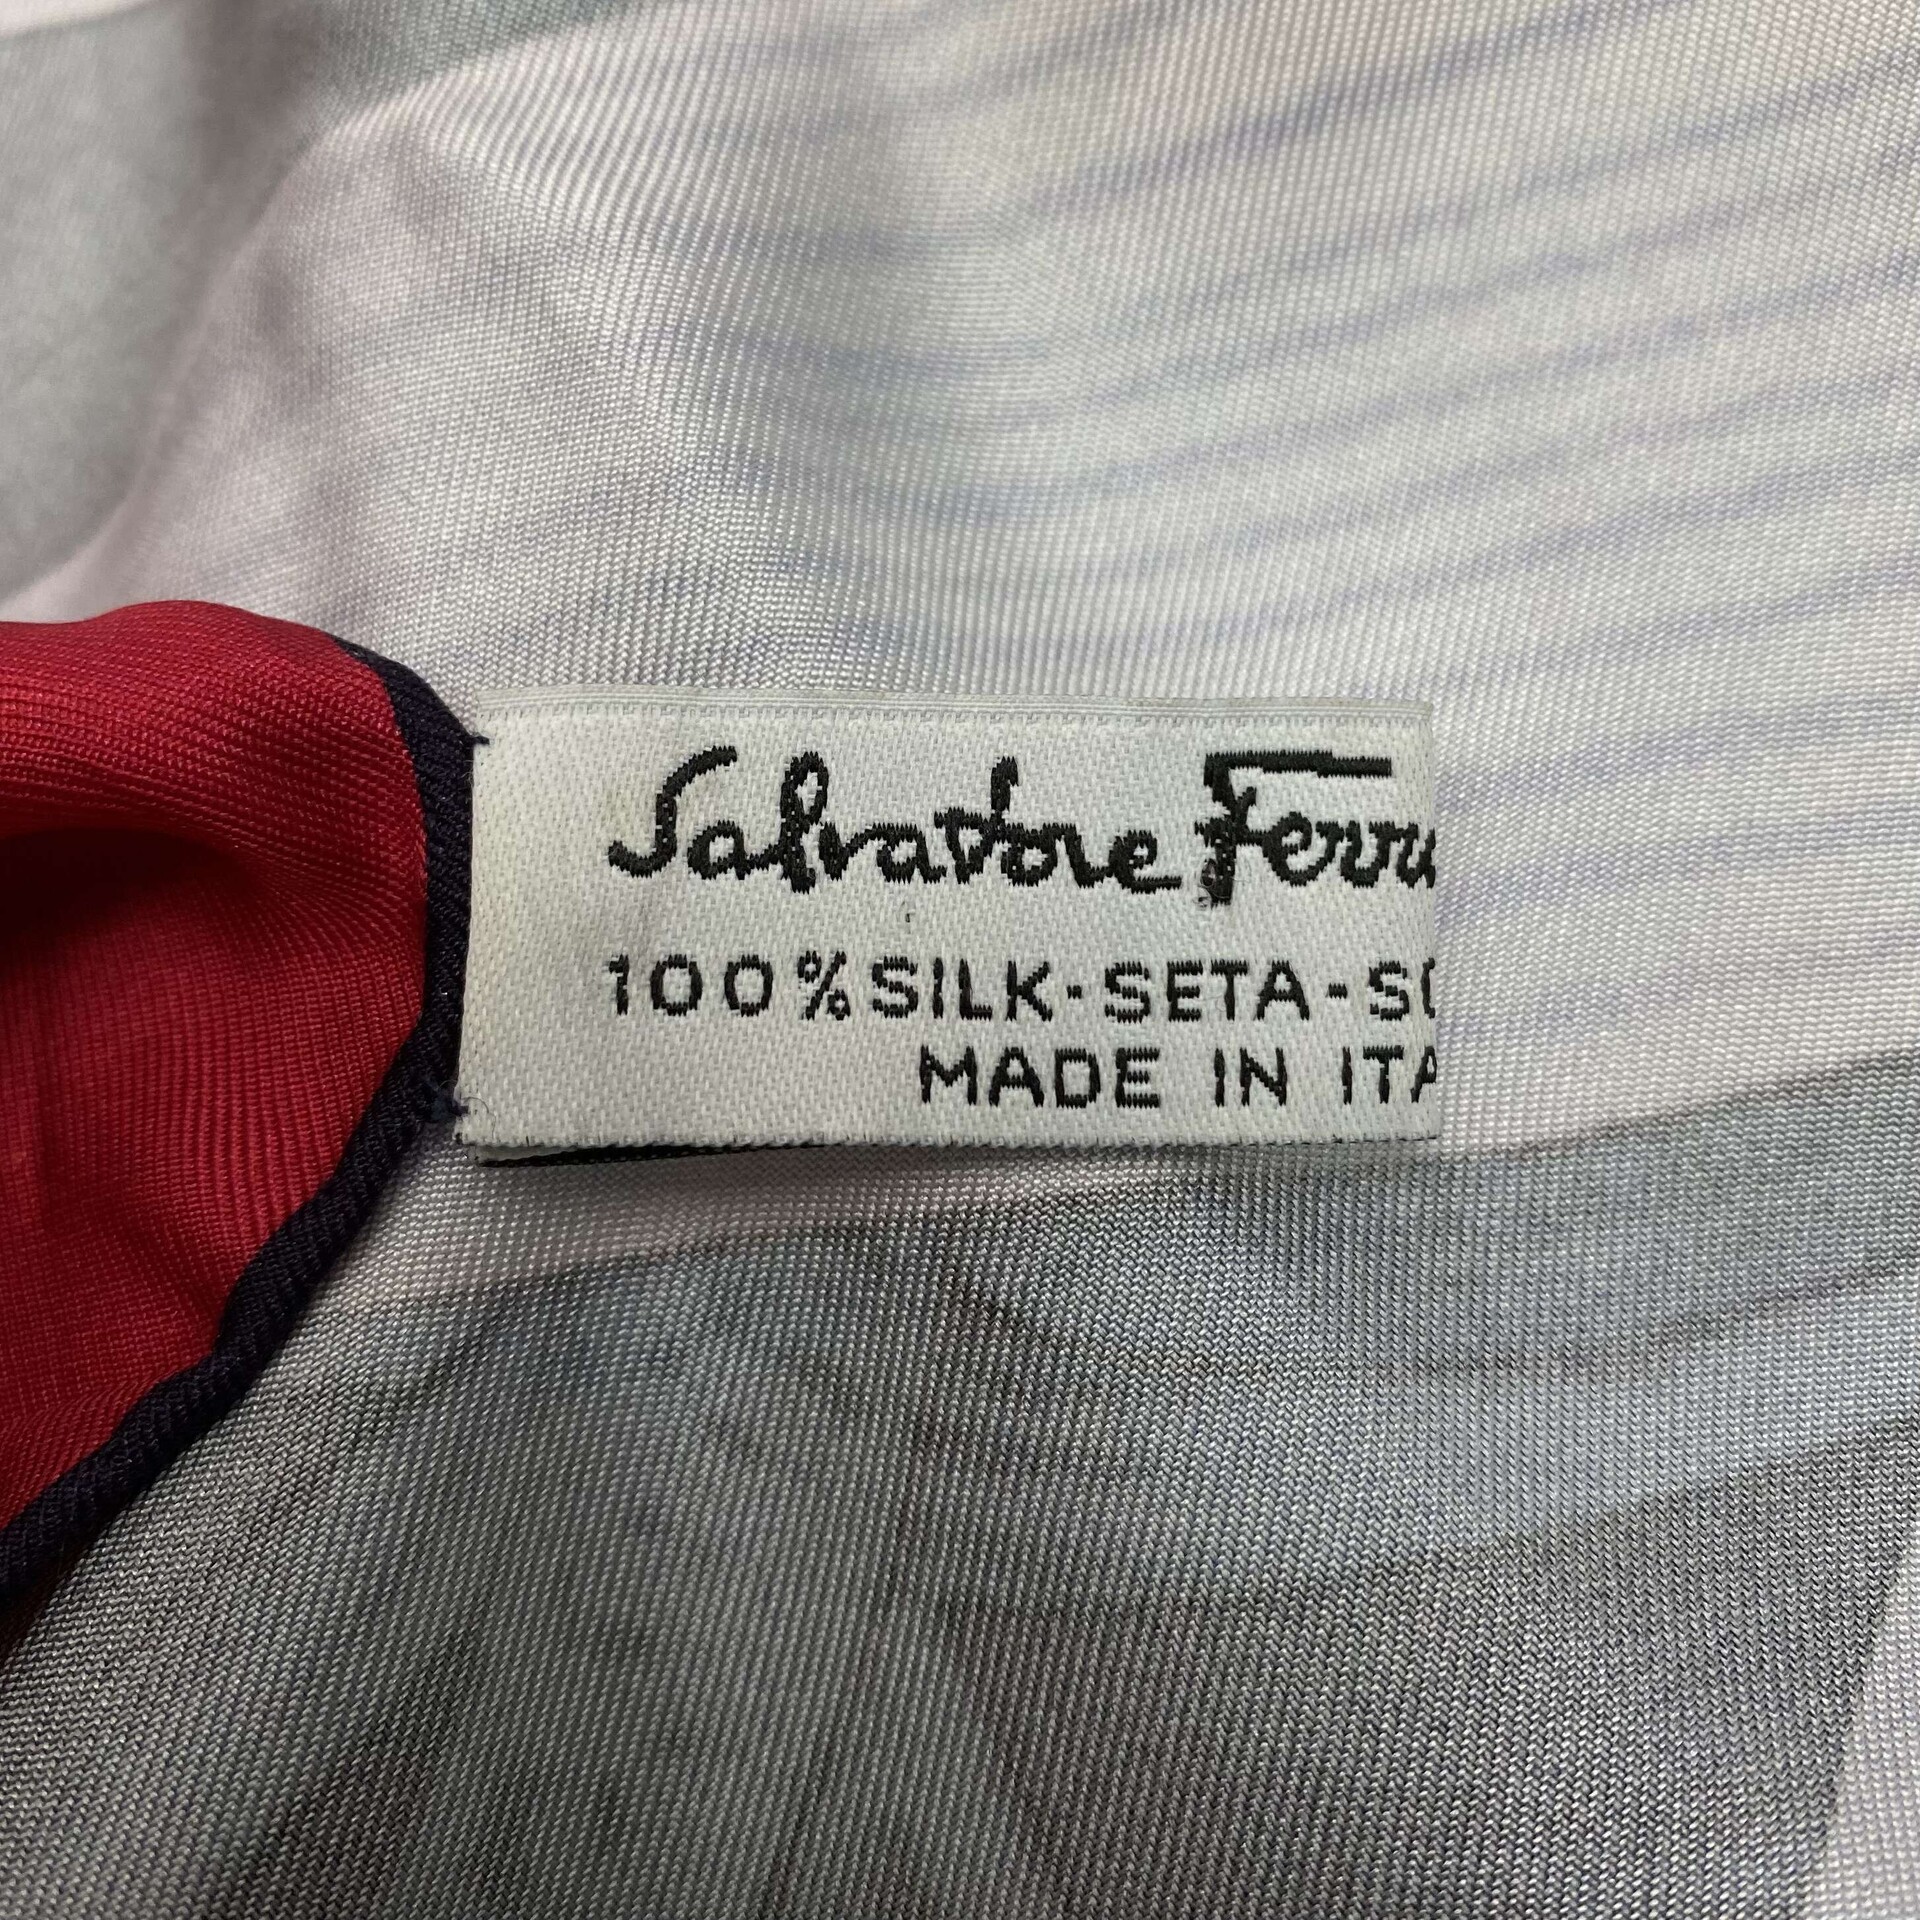 Salvatore Ferra
100% SILK-SETA-SO
MADE IN ITA